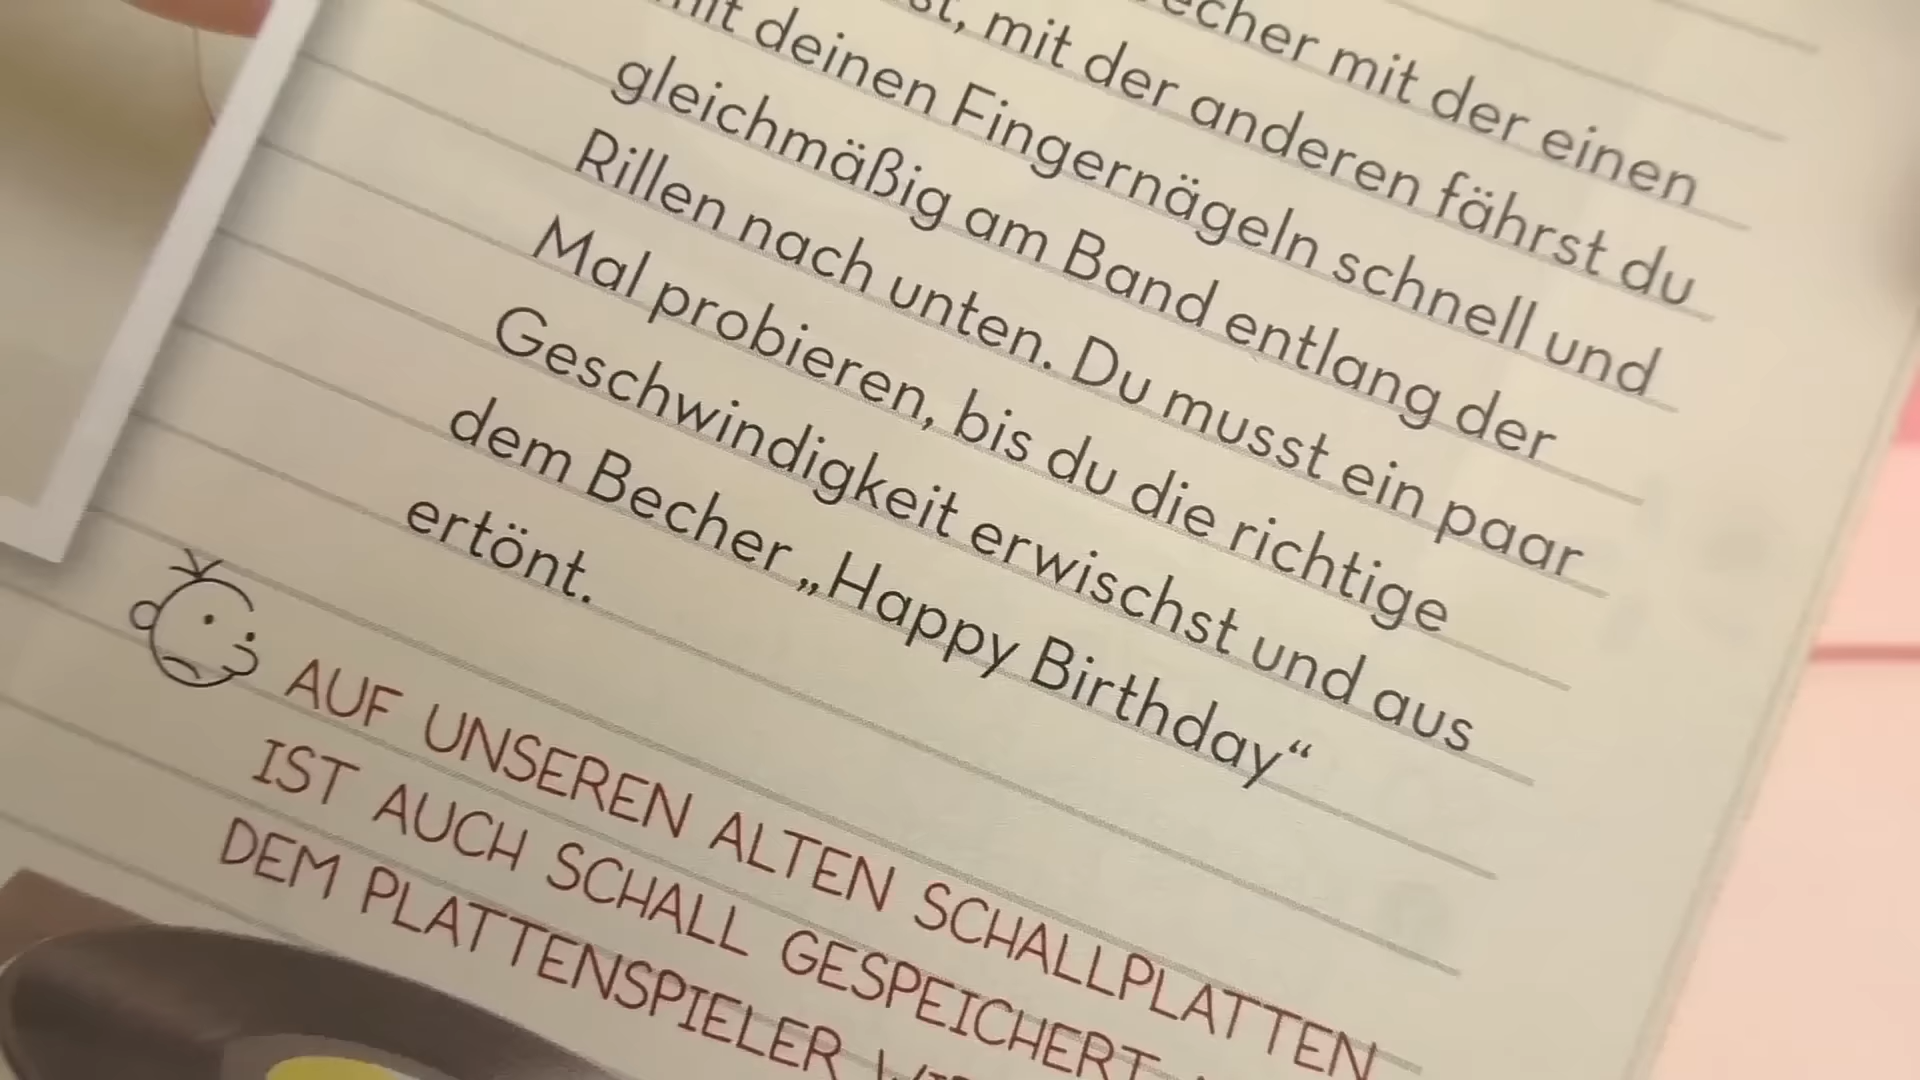 Becher mit der einen
mit der anderen fährst du
mit deinen Fingernägeln schnell und
gleichmäßig am Band entlang der
Rillen nach unten. Du musst ein paar
Mal probieren, bis du die richtige
Geschwindigkeit erwischst und aus
dem Becher „Happy Birthday“
ertönt.
AUF UNSEREN ALTEN SCHALLPLATTEN
IST AUCH SCHALL GESPEICHERT
DEM PLATTENSPIELER